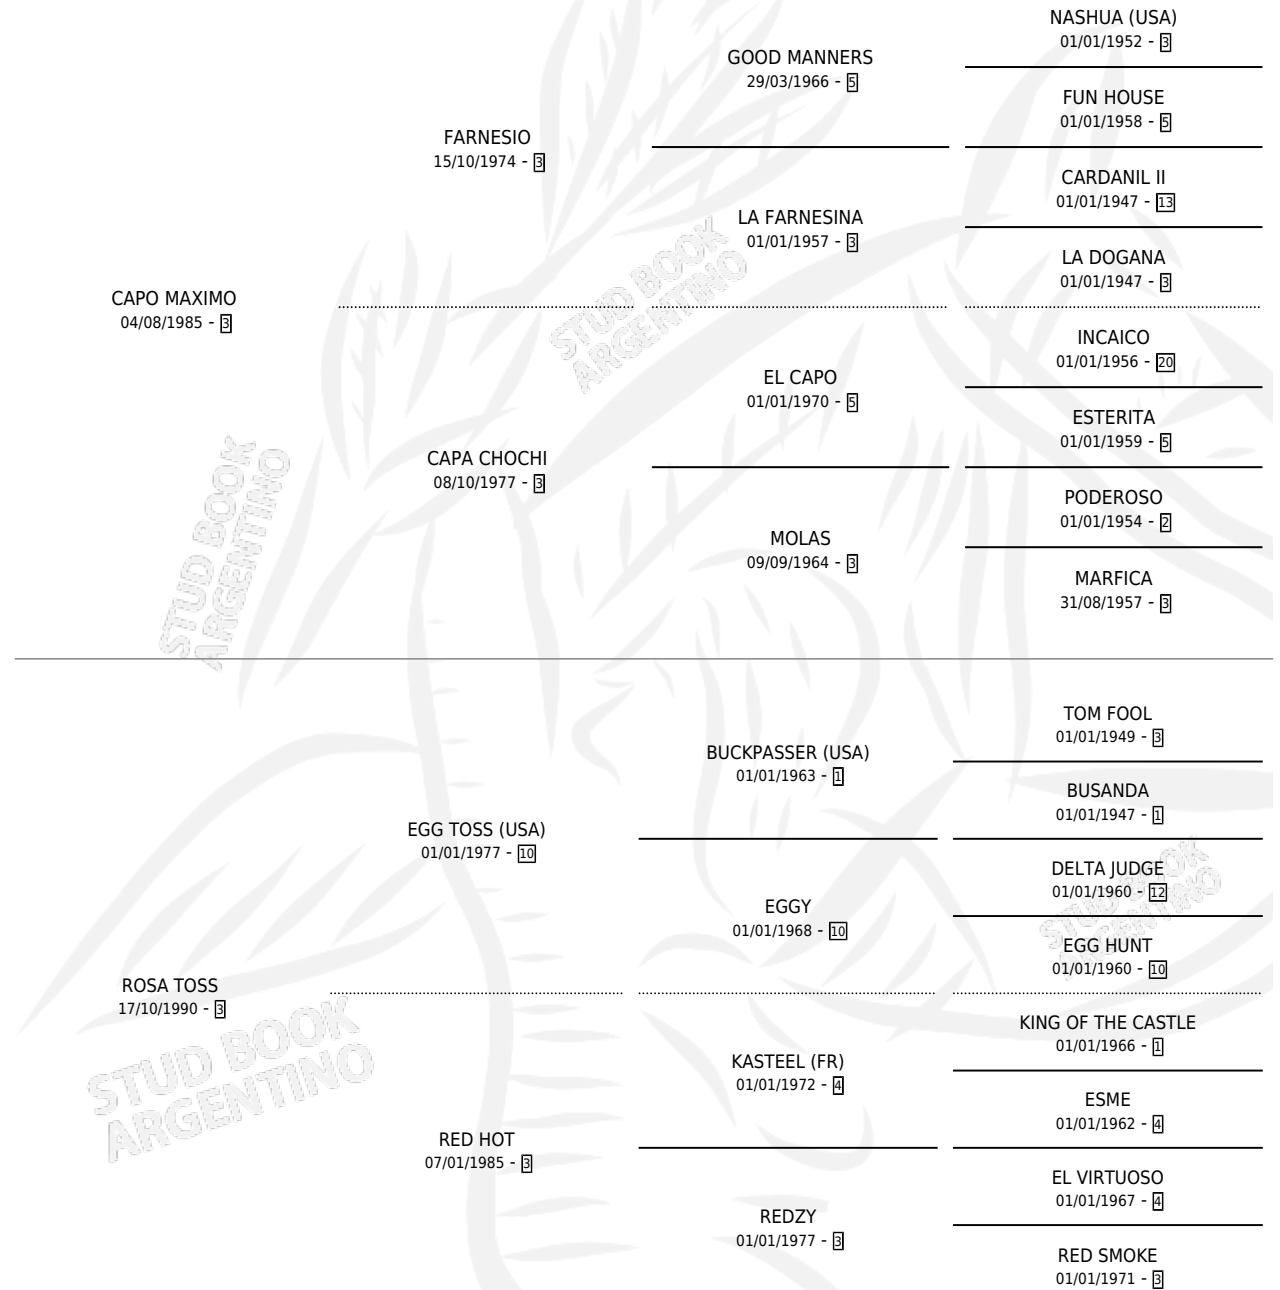 NASHUA (USA)
01/01/1952 - 3
GOOD MANNERS
29/03/1966 - 5
FUN HOUSE
01/01/1958 - 5
FARNESIO
15/10/1974 - 3
CARDANIL II
01/01/1947 - 13
LA FARNESINA
01/01/1957 - 3
LA DOGANA
01/01/1947 - 3
CAPO MAXIMO
04/08/1985 - 3
STUD BOOK
ARGENTINO
INCAICO
01/01/1956 - 20
EL CAPO
01/01/1970 - 5
ESTERITA
01/01/1959 - 5
CAPA CHOCHI
08/10/1977 - 3
PODEROSO
01/01/1954 - 2
MOLAS
09/09/1964 - 3
MARFICA
31/08/1957 - 3
STUD BOOK
ARGENTINO
TOM FOOL
01/01/1949 - 3
BUCKPASSER (USA)
01/01/1963 - 1
BUSANDA
01/01/1947 - 1
EGG TOSS (USA)
01/01/1977 - 10
DELTA JUDGE
01/01/1960 - 12
EGGY
01/01/1968 - 10
STUD BOOK
ARGENTINO
EGG HUNT
01/01/1960 - 10
ROSA TOSS
17/10/1990 - 3
STUD BOOK
ARGENTINO
KING OF THE CASTLE
01/01/1966 - 1
KASTEEL (FR)
01/01/1972 - 4
ESME
01/01/1962 - 4
RED HOT
07/01/1985 - 3
EL VIRTUOSO
01/01/1967 - 4
REDZY
01/01/1977 - 3
RED SMOKE
01/01/1971 - 3